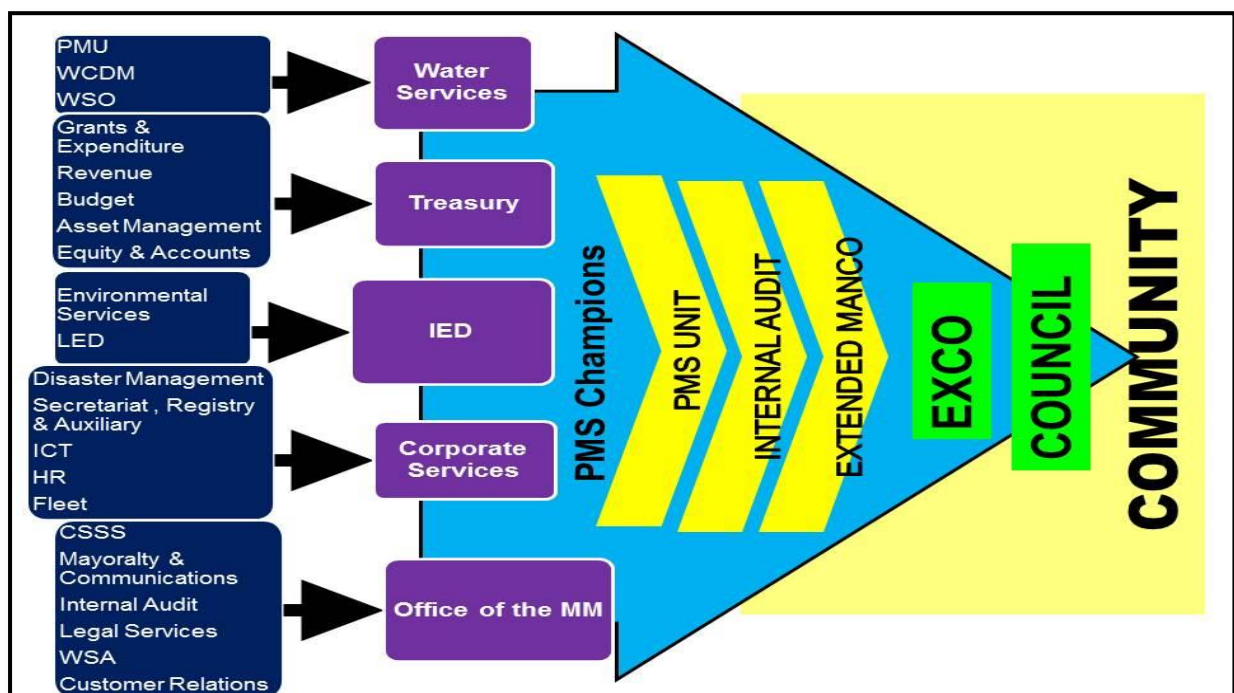 PMU
WCDM
WSO
Water
Services
Grants &
Expenditure
Revenue
Budget
Asset Management
Equity & Accounts
Treasury
Environmental
Services
LED
IED
Disaster Management
Secretariat , Registry
& Auxiliary
ICT
HR
Fleet
Corporate
Services
CSSS
Mayoralty &
Communications
Internal Audit
Legal Services
WSA
Customer Relations
Office of the MM
PMS Champions
PMS UNIT
INTERNAL AUDIT
EXTENDED MANCO
EXCO
COUNCIL
COMMUNITY